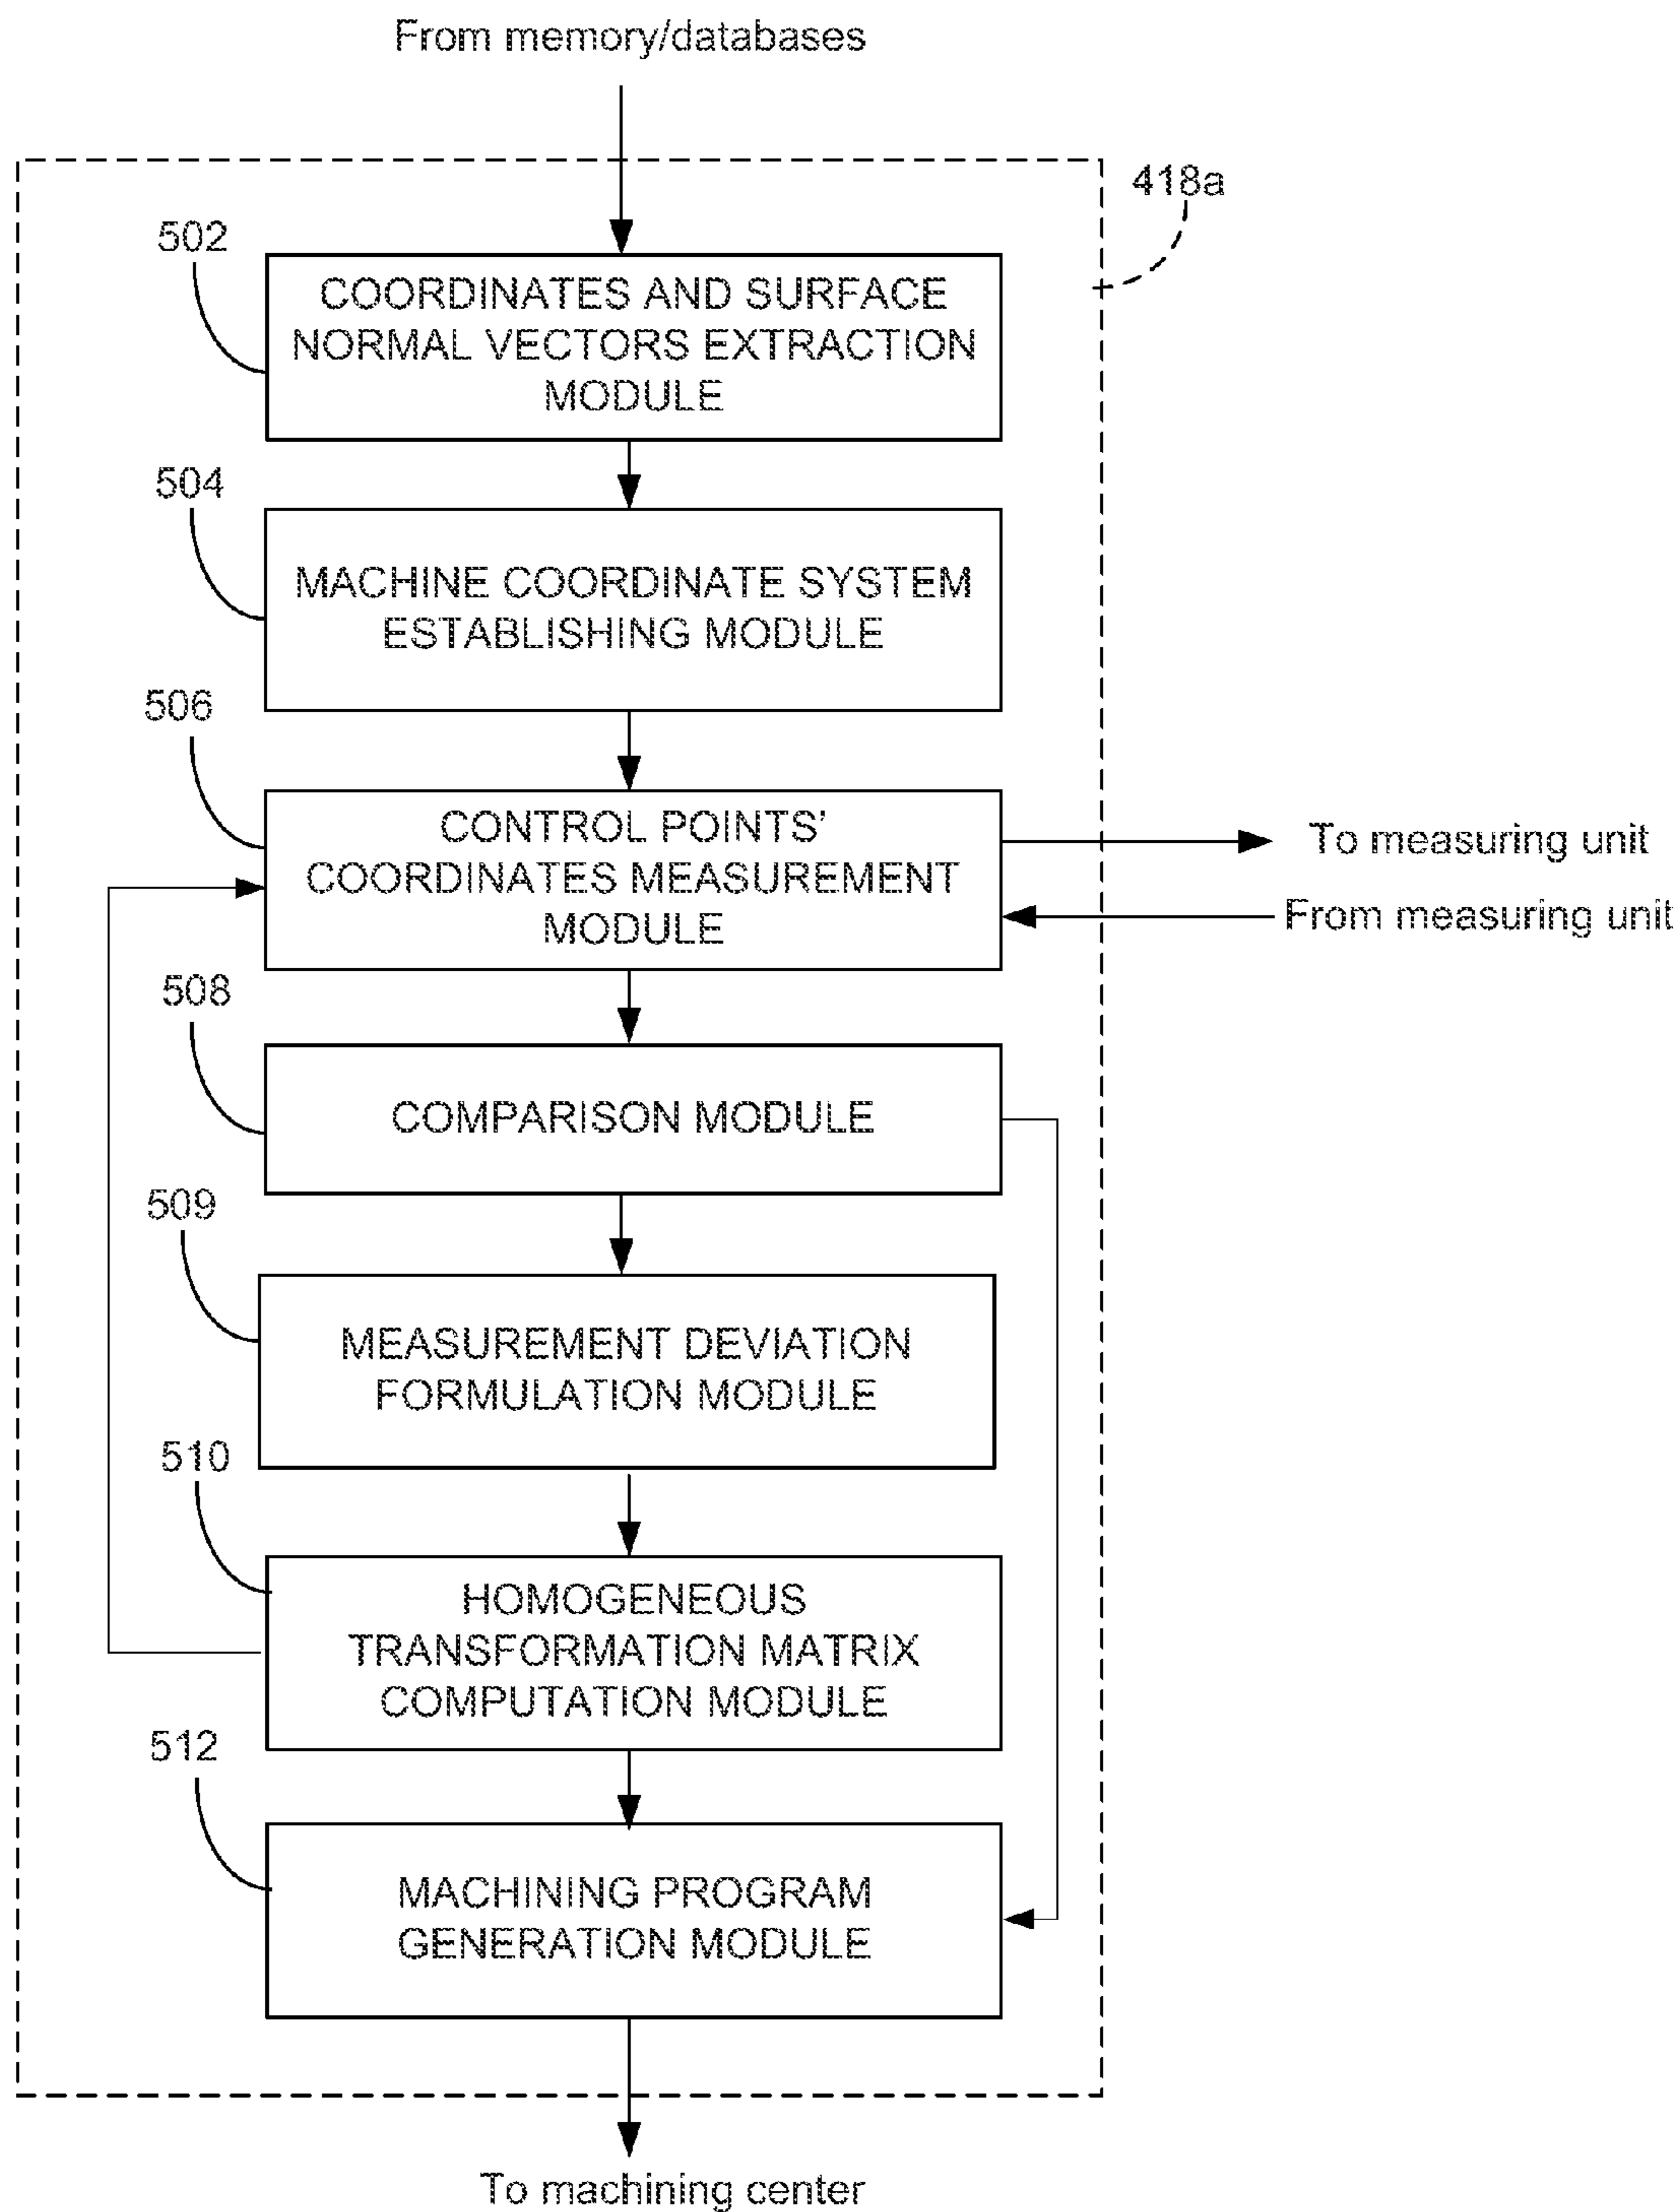 From memory/databases
418a
502
COORDINATES AND SURFACE
NORMAL VECTORS EXTRACTION
MODULE
504
MACHINE COORDINATE SYSTEM
ESTABLISHING MODULE
506
CONTROL POINTS'
COORDINATES MEASUREMENT
MODULE
To measuring unit
From measuring unit
508
COMPARISON MODULE
509
MEASUREMENT DEVIATION
FORMULATION MODULE
510
HOMOGENEOUS
TRANSFORMATION MATRIX
COMPUTATION MODULE
512
MACHINING PROGRAM
GENERATION MODULE
To machining center